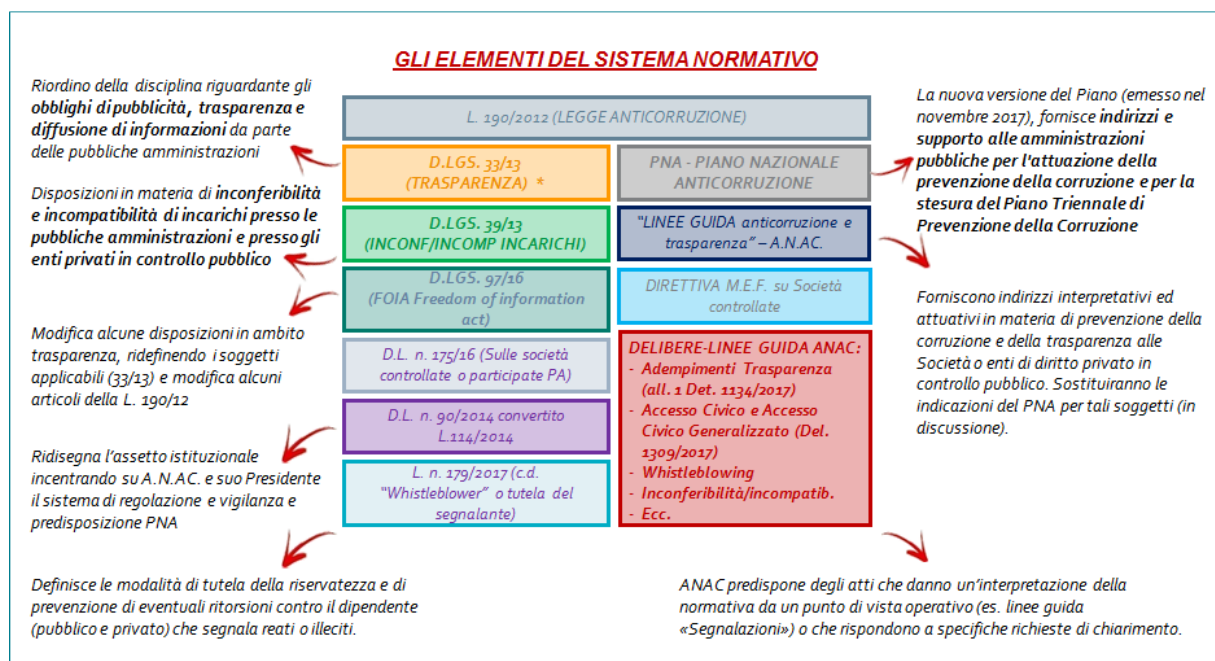 GLI ELEMENTI DEL SISTEMA NORMATIVO
Riordino della disciplina riguardante gli
obblighi di pubblicità, trasparenza e
diffusione di informazioni da parte
delle pubbliche amministrazioni
Disposizioni in materia di inconferibilità
e incompatibilità di incarichi presso le
pubbliche amministrazioni e presso gli
enti privati in controllo pubblico
Modifica alcune disposizioni in ambito
trasparenza, ridefinendo i soggetti
applicabili (33/13) e modifica alcuni
articoli della L. 190/12
Ridisegna l'assetto istituzionale
incentrando su A.N.AC. e suo Presidente
il sistema di regolazione e vigilanza e
predisposizione PNA
Definisce le modalità di tutela della riservatezza e di
prevenzione di eventuali ritorsioni contro il dipendente
(pubblico e privato) che segnala reati o illeciti.
L. 190/2012 (LEGGE ANTICORRUZIONE)
D.LGS. 33/13
(TRASPARENZA) *
D.LGS. 39/13
(INCONF/INCOMP INCARICHI)
D.LGS. 97/16
(FOIA Freedom of information
act)
D.L. n. 175/16 (Sulle società
controllate o participate PA)
D.L. n. 90/2014 convertito
L.114/2014
L. n. 179/2017 (c.d.
"Whistleblower" o tutela del
segnalante)
PNA - PIANO NAZIONALE
ANTICORRUZIONE
"LINEE GUIDA anticorruzione e
trasparenza" – A.N.AC.
DIRETTIVA M.E.F. su Società
controllate
DELIBERE-LINEE GUIDA ANAC:
- Adempimenti Trasparenza
(all. 1 Det. 1134/2017)
- Accesso Civico e Accesso
Civico Generalizzato (Del.
1309/2017)
- Whistleblowing
- Inconferibilità/incompatib.
- Ecc.
La nuova versione del Piano (emesso nel
novembre 2017), fornisce indirizzi e
supporto alle amministrazioni
pubbliche per l'attuazione della
prevenzione della corruzione e per la
stesura del Piano Triennale di
Prevenzione della Corruzione
Forniscono indirizzi interpretativi ed
attuativi in materia di prevenzione della
corruzione e della trasparenza alle
Società o enti di diritto privato in
controllo pubblico. Sostituiranno le
indicazioni del PNA per tali soggetti (in
discussione).
ANAC predispone degli atti che danno un'interpretazione della
normativa da un punto di vista operativo (es. linee guida
«Segnalazioni») o che rispondono a specifiche richieste di chiarimento.